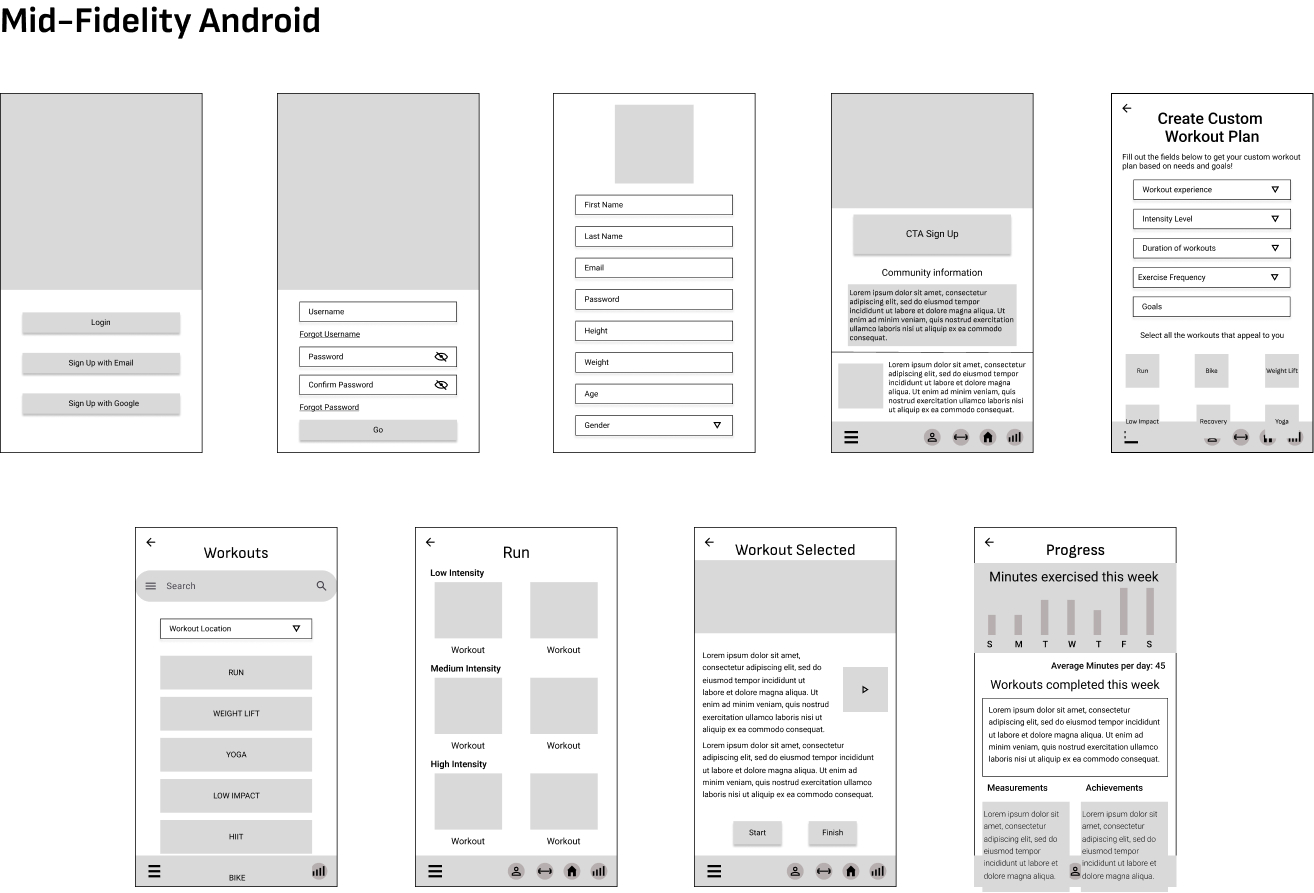 Mid-Fidelity Android
Login
Sign Up with Email
Sign Up with Google
Username
Forgot Username
Password
Confirm Password
Forgot Password
Go
First Name
Last Name
Email
Password
Height
Weight
Age
Gender
CTA Sign Up
Community information
Lorem ipsum dolor sit amet, consectetur
adipiscing elit, sed do eiusmod tempor
incididunt ut labore et dolore magna aliqua. Ut
enim ad minim veniam, quis nostrud exercitation
ullamco laboris nisi ut aliquip ex ea commodo
consequat.
Lorem ipsum dolor sit amet, consectetur
adipiscing elit, sed do eiusmod tempor
incididunt ut labore et dolore magna
aliqua. Ut enim ad minim veniam, quis
nostrud exercitation ullamco laboris nisi
ut aliquip ex ea commodo consequat.
Create Custom
Workout Plan
Fill out the fields below to get your custom workout
plan based on needs and goals!
Workout experience
Intensity Level
Duration of workouts
Exercise Frequency
Goals
Select all the workouts that appeal to you
Run
Bike
Weight Lift
Low Impact
Recovery
Yoga
Workouts
Search
Workout Location
RUN
WEIGHT LIFT
YOGA
LOW IMPACT
HIIT
BIKE
Run
Low Intensity
Workout Workout
Medium Intensity
Workout Workout
High Intensity
Workout Workout
Workout Selected
Lorem ipsum dolor sit amet,
consectetur adipiscing elit, sed do
eiusmod tempor incididunt ut
labore et dolore magna aliqua. Ut
enim ad minim veniam, quis nostrud
exercitation ullamco laboris nisi ut
aliquip ex ea commodo consequat.
Lorem ipsum dolor sit amet, consectetur
adipiscing elit, sed do eiusmod tempor incididunt
ut labore et dolore magna aliqua. Ut enim ad
minim veniam, quis nostrud exercitation ullamco
laboris nisi ut aliquip ex ea commodo consequat.
Start
Finish
Progress
Minutes exercised this week
S M T W T F S
Average Minutes per day: 45
Workouts completed this week
Lorem ipsum dolor sit amet, consectetur
adipiscing elit, sed do eiusmod tempor incididunt
ut labore et dolore magna aliqua. Ut enim ad
minim veniam, quis nostrud exercitation ullamco
laboris nisi ut aliquip ex ea commodo consequat.
Measurements
Lorem ipsum dolor sit
amet, consectetur
adipiscing elit, sed do
eiusmod tempor
incididunt ut labore et
dolore magna aliqua.
Achievements
Lorem ipsum dolor sit
amet, consectetur
adipiscing elit, sed do
eiusmod tempor
incididunt ut labore et
dolore magna aliqua.